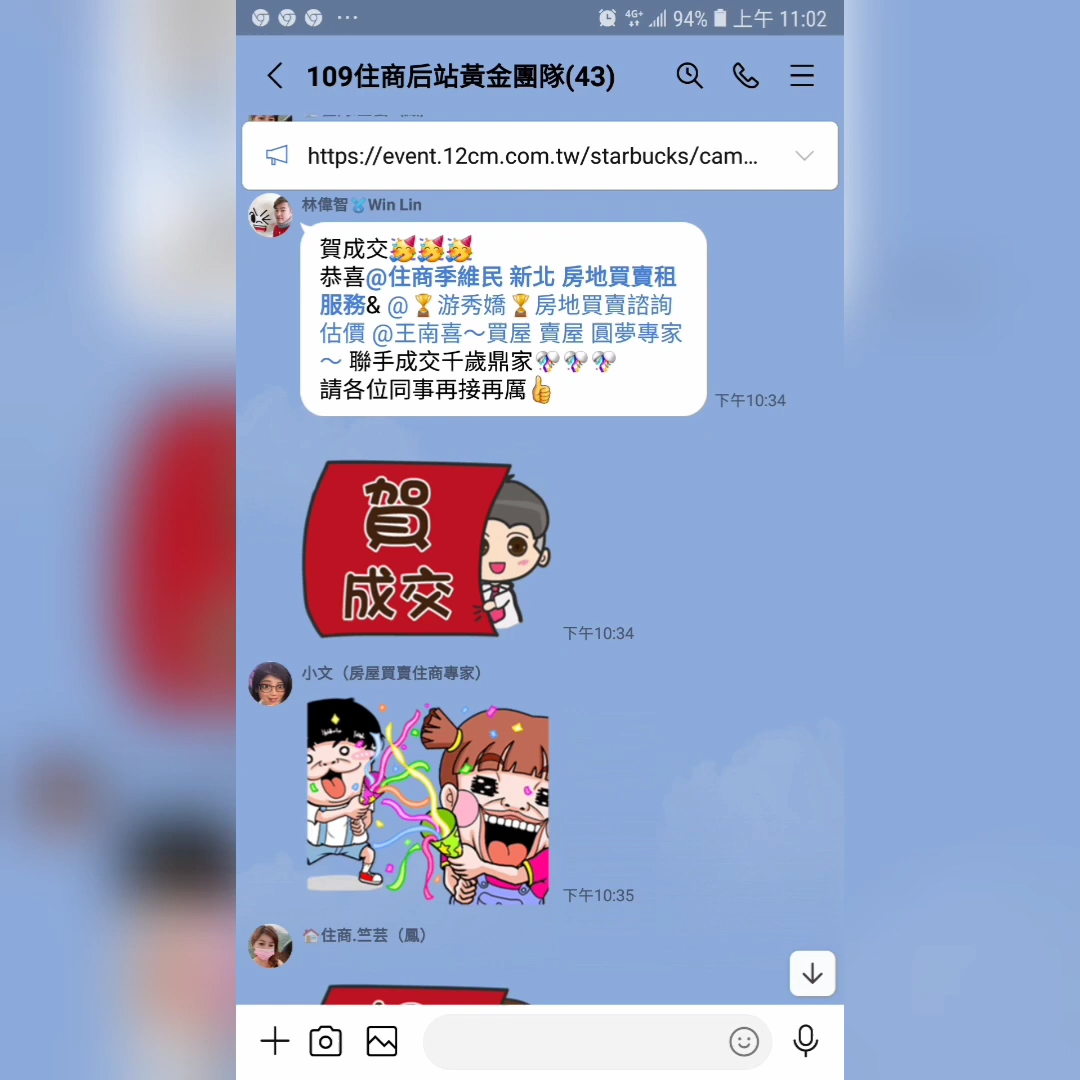 94% 上午 11:02
109住商后站黃金團隊(43)
https://event.12cm.com.tw/starbucks/cam...
林偉智 Win Lin
賀成交🥳🥳🥳
恭喜@住商季維民 新北 房地買賣租
服務& @🏆游秀嬌🏆房地買賣諮詢
估價 @王南喜～買屋 賣屋 圓夢專家
～ 聯手成交千歲鼎家🎊🎊🎊
請各位同事再接再厲👍
下午10:34
賀
成交
下午10:34
小文（房屋買賣住商專家）
下午10:35
🏠住商.竺芸（鳳）